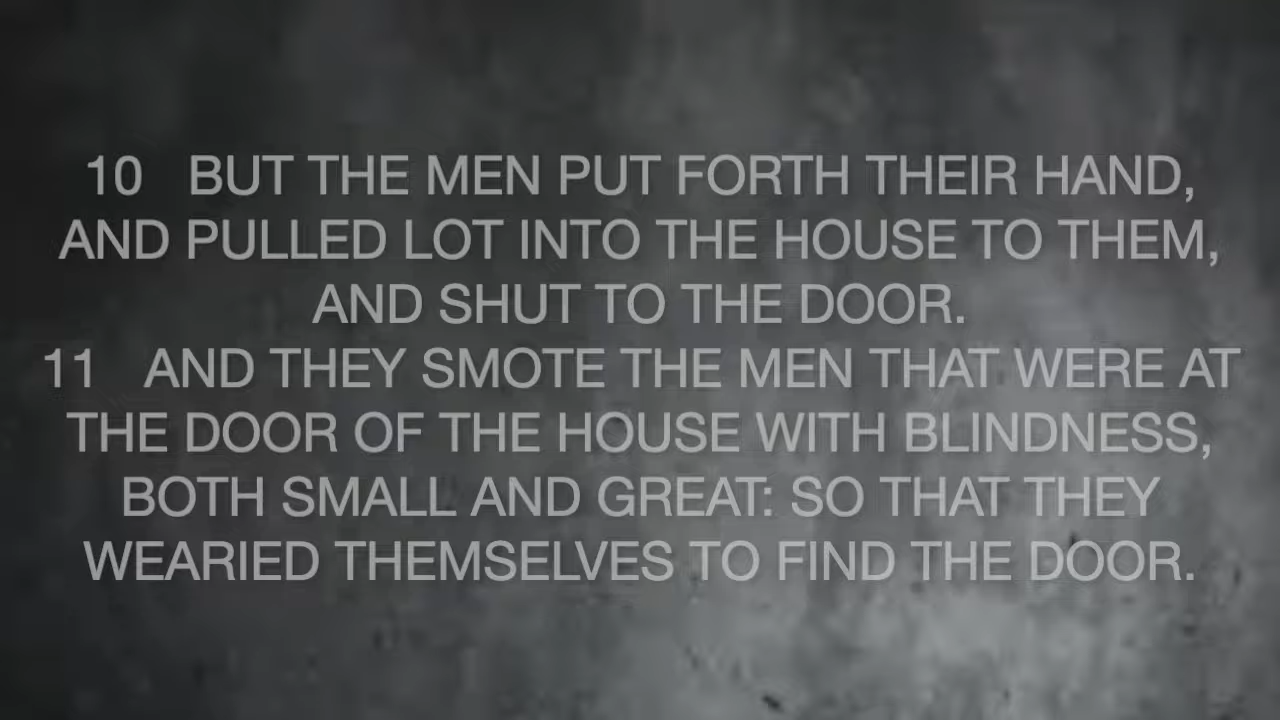 10 BUT THE MEN PUT FORTH THEIR HAND,
AND PULLED LOT INTO THE HOUSE TO THEM,
AND SHUT TO THE DOOR.
11 AND THEY SMOTE THE MEN THAT WERE AT
THE DOOR OF THE HOUSE WITH BLINDNESS,
BOTH SMALL AND GREAT: SO THAT THEY
WEARIED THEMSELVES TO FIND THE DOOR.